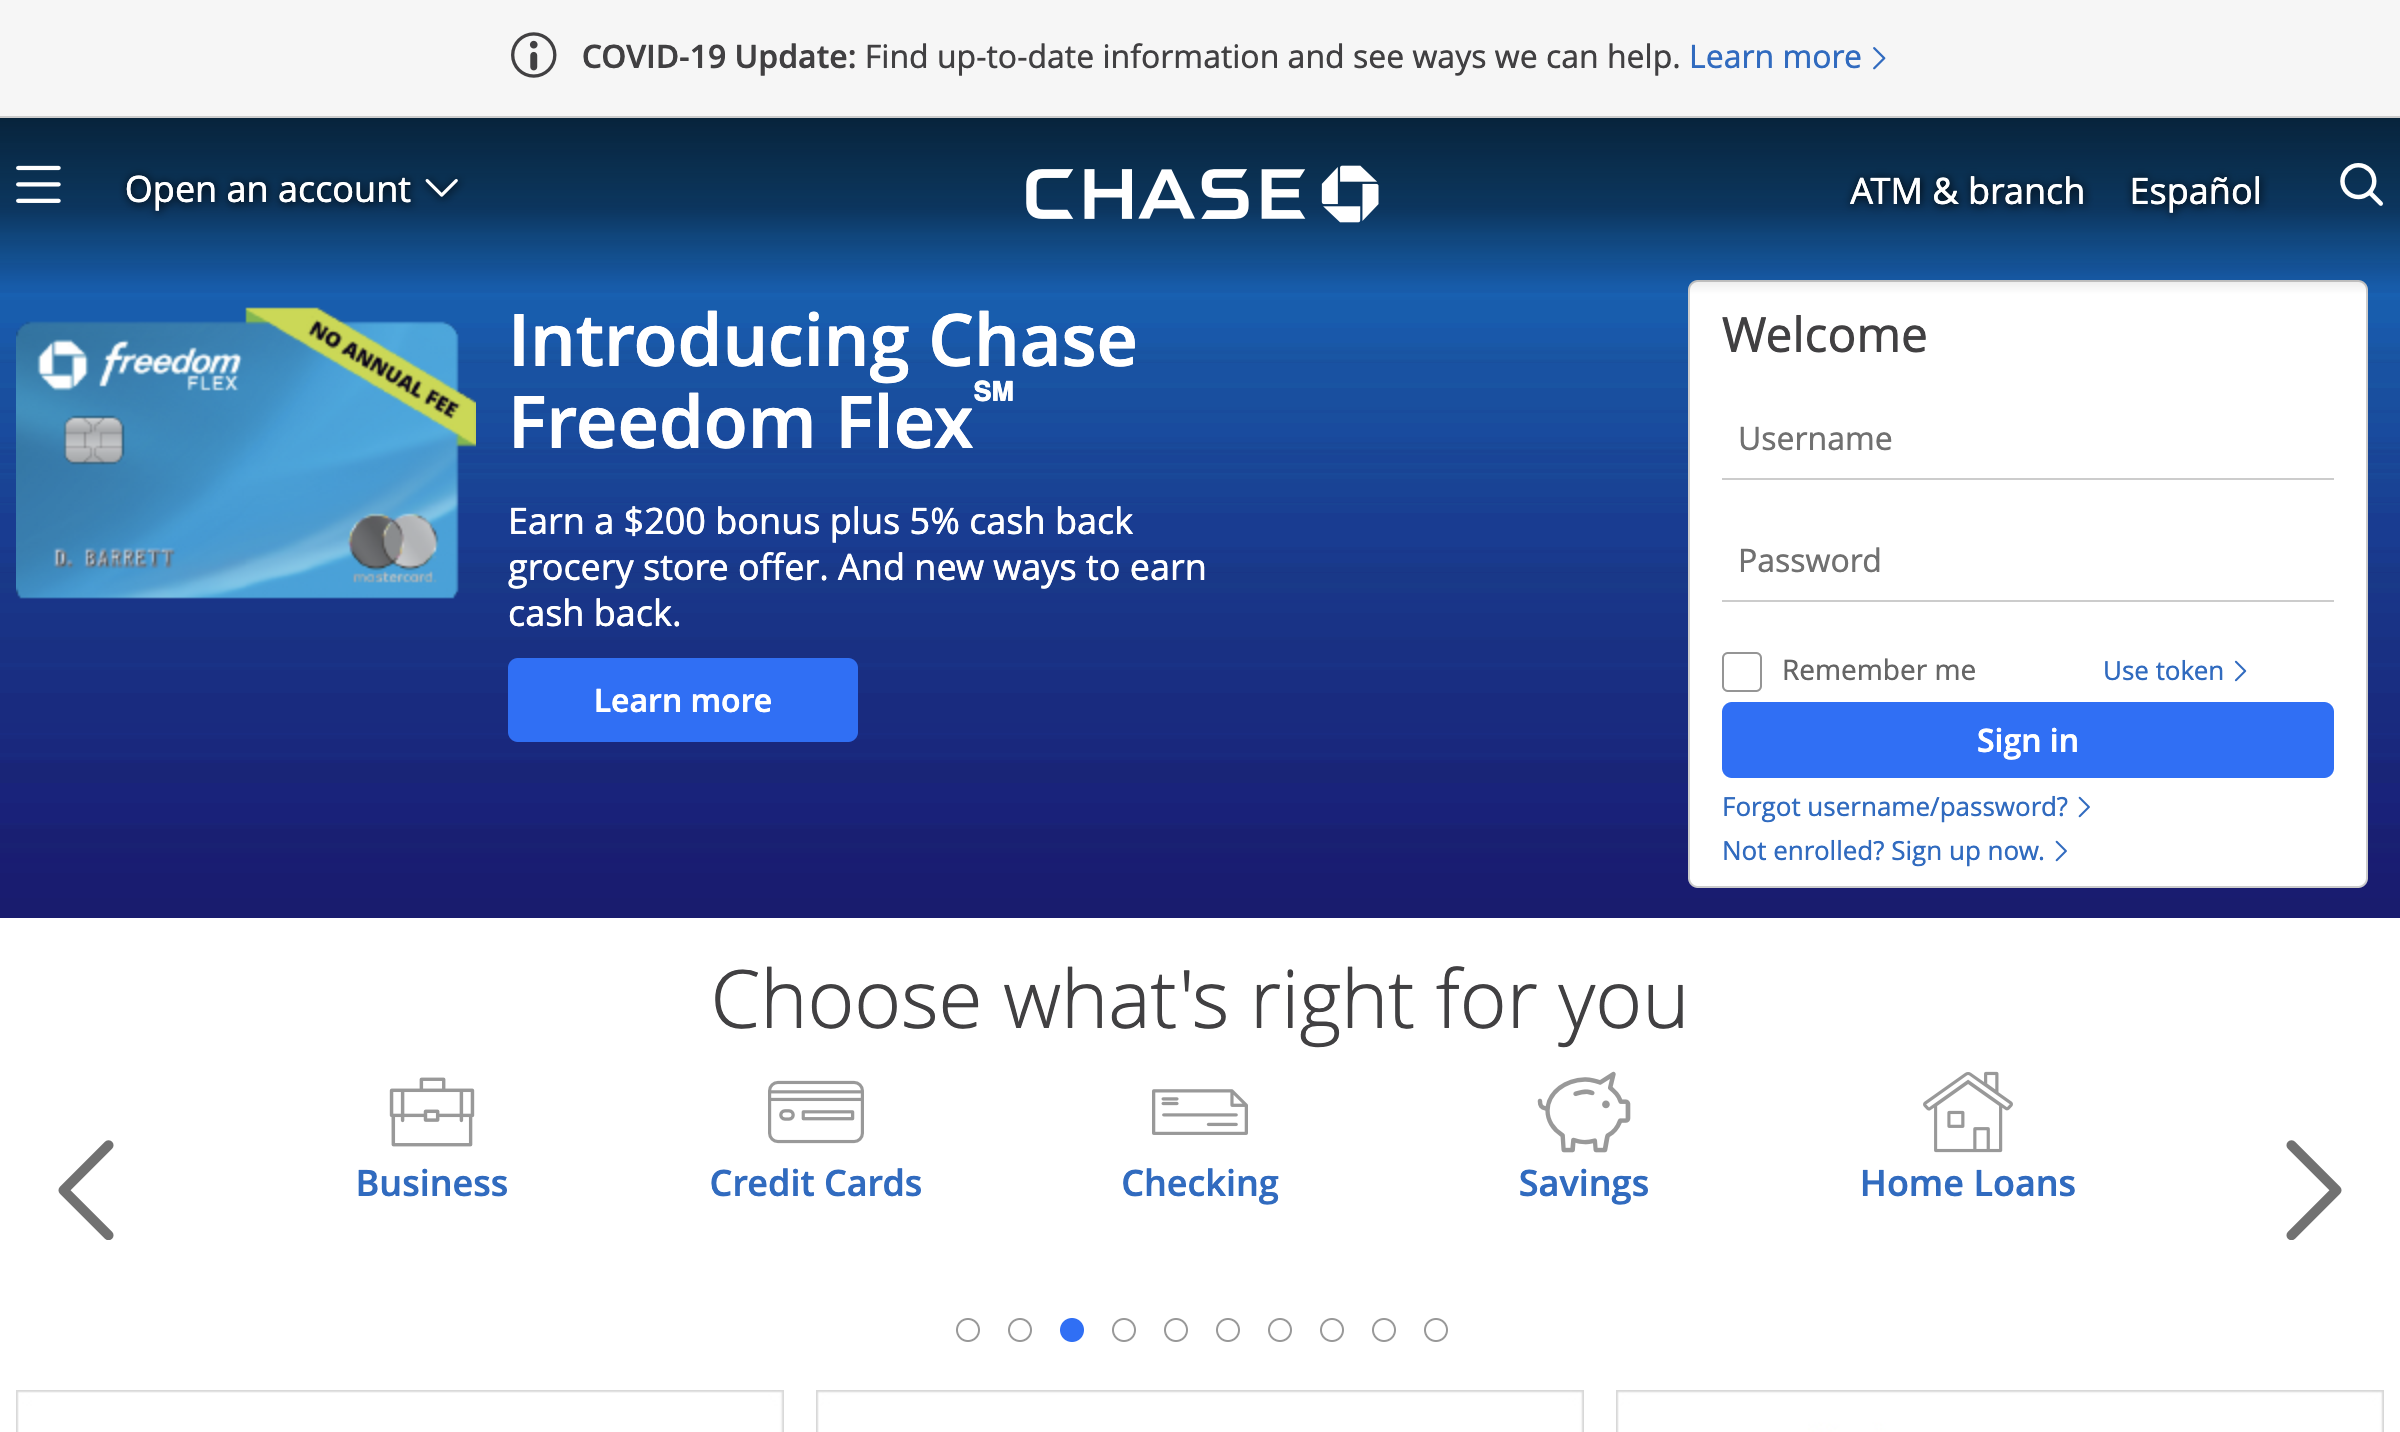 COVID-19 Update: Find up-to-date information and see ways we can help. Learn more
Open an account
CHASE
ATM & branch
Español
freedom
FLEX
NO ANNUAL FEE
D. BARRETT
mastercard.
Introducing Chase
Freedom Flex℠
Earn a $200 bonus plus 5% cash back
grocery store offer. And new ways to earn
cash back.
Learn more
Welcome
Username
Password
Remember me
Use token
Sign in
Forgot username/password?
Not enrolled? Sign up now.
Choose what's right for you
Business
Credit Cards
Checking
Savings
Home Loans